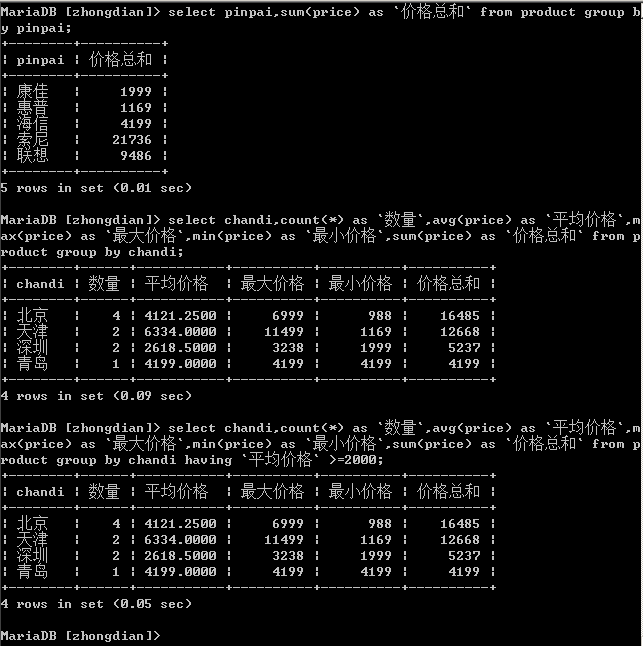 MariaDB [zhongdian]> select pinpai,sum(price) as `价格总和` from product group b
y pinpai;
+--------+----------+
| pinpai | 价格总和 |
+--------+----------+
| 康佳   |     1999 |
| 惠普   |     1169 |
| 海信   |     4199 |
| 索尼   |    21736 |
| 联想   |     9486 |
+--------+----------+
5 rows in set (0.01 sec)
MariaDB [zhongdian]> select chandi,count(*) as `数量`,avg(price) as `平均价格`,m
ax(price) as `最大价格`,min(price) as `最小价格`,sum(price) as `价格总和` from p
roduct group by chandi;
+--------+------+-----------+----------+----------+----------+
| chandi | 数量 | 平均价格  | 最大价格 | 最小价格 | 价格总和 |
+--------+------+-----------+----------+----------+----------+
| 北京   |    4 | 4121.2500 |     6999 |      988 |    16485 |
| 天津   |    2 | 6334.0000 |    11499 |     1169 |    12668 |
| 深圳   |    2 | 2618.5000 |     3238 |     1999 |     5237 |
| 青岛   |    1 | 4199.0000 |     4199 |     4199 |     4199 |
+--------+------+-----------+----------+----------+----------+
4 rows in set (0.09 sec)
MariaDB [zhongdian]> select chandi,count(*) as `数量`,avg(price) as `平均价格`,m
ax(price) as `最大价格`,min(price) as `最小价格`,sum(price) as `价格总和` from p
roduct group by chandi having `平均价格` >=2000;
+--------+------+-----------+----------+----------+----------+
| chandi | 数量 | 平均价格  | 最大价格 | 最小价格 | 价格总和 |
+--------+------+-----------+----------+----------+----------+
| 北京   |    4 | 4121.2500 |     6999 |      988 |    16485 |
| 天津   |    2 | 6334.0000 |    11499 |     1169 |    12668 |
| 深圳   |    2 | 2618.5000 |     3238 |     1999 |     5237 |
| 青岛   |    1 | 4199.0000 |     4199 |     4199 |     4199 |
+--------+------+-----------+----------+----------+----------+
4 rows in set (0.05 sec)
MariaDB [zhongdian]>